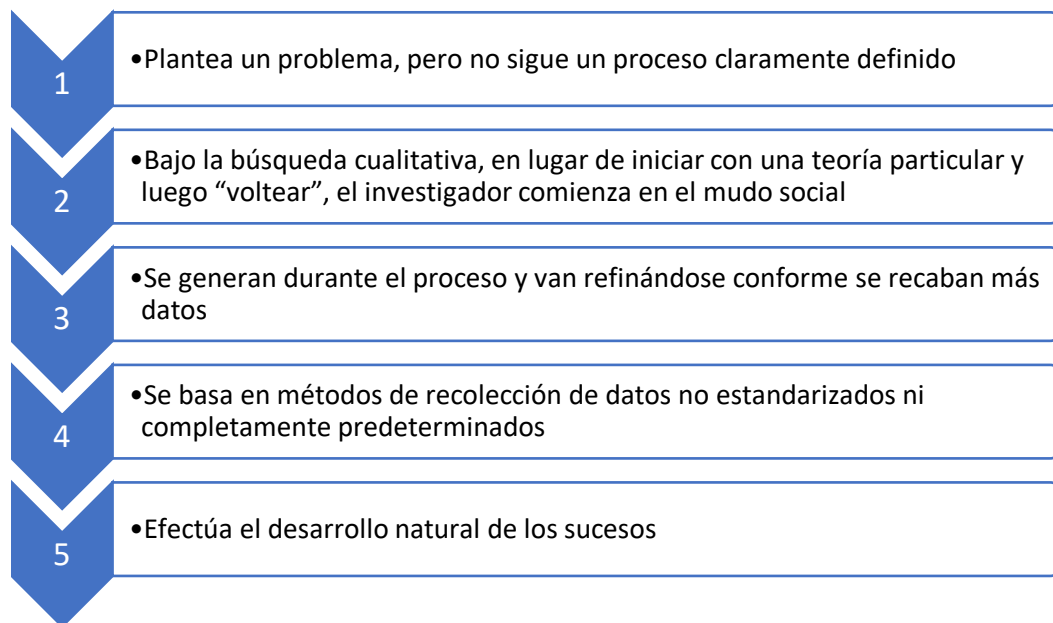 1
•Plantea un problema, pero no sigue un proceso claramente definido
2
•Bajo la búsqueda cualitativa, en lugar de iniciar con una teoría particular y
luego “voltear”, el investigador comienza en el mudo social
3
•Se generan durante el proceso y van refinándose conforme se recaban más
datos
4
•Se basa en métodos de recolección de datos no estandarizados ni
completamente predeterminados
5
•Efectúa el desarrollo natural de los sucesos